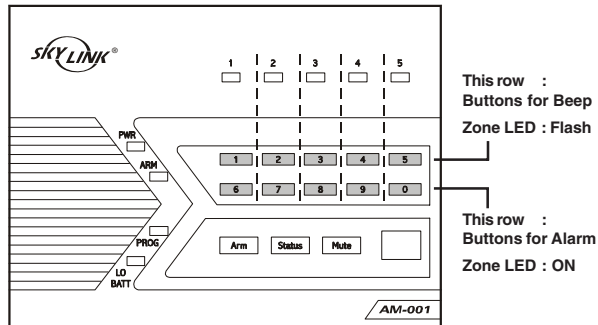 SKYLINK®
1 2 3 4 5
This row :
Buttons for Beep
Zone LED : Flash
PWR
ARM
1 2 3 4 5
6 7 8 9 0
This row :
Buttons for Alarm
Zone LED : ON
PROG
LO
BATT
Arm Status Mute
AM-001